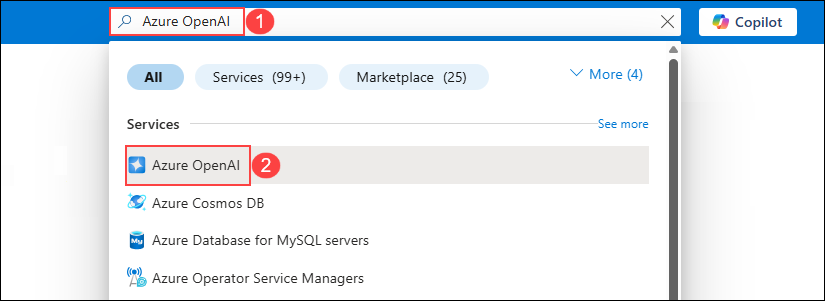 Azure OpenAI 1 Copilot
All Services (99+) Marketplace (25) More (4)
Services See more
Azure OpenAI 2
Azure Cosmos DB
Azure Database for MySQL servers
Azure Operator Service Managers